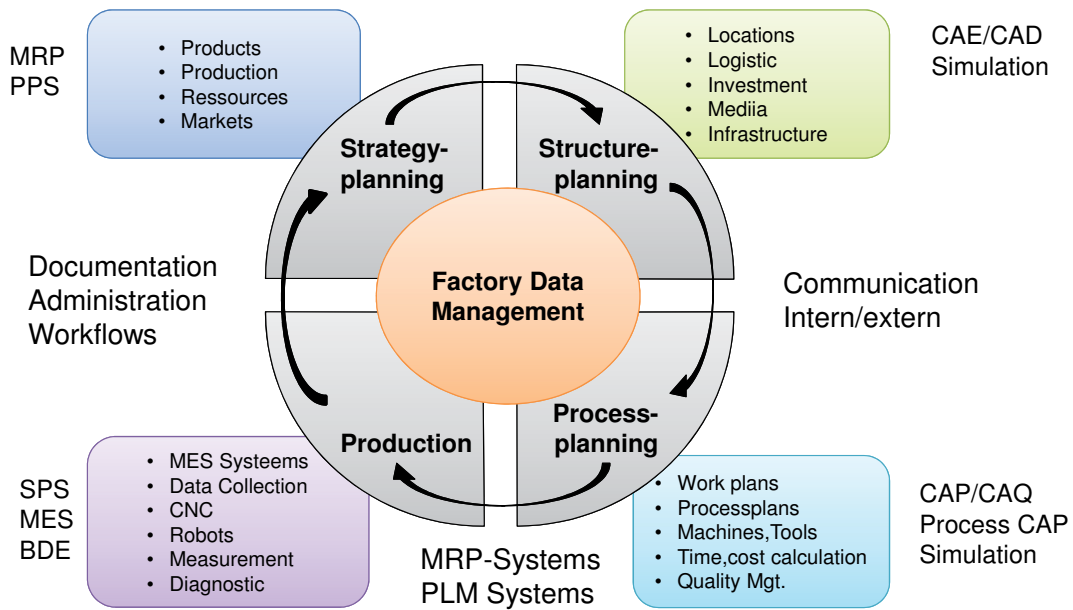 MRP
PPS
• Products
• Production
• Ressources
• Markets
• Locations
• Logistic
• Investment
• Mediia
• Infrastructure
CAE/CAD
Simulation
Strategy-
planning
Structure-
planning
Documentation
Administration
Workflows
Factory Data
Management
Communication
Intern/extern
Production
Process-
planning
SPS
MES
BDE
• MES Systeems
• Data Collection
• CNC
• Robots
• Measurement
• Diagnostic
MRP-Systems
PLM Systems
• Work plans
• Processplans
• Machines,Tools
• Time,cost calculation
• Quality Mgt.
CAP/CAQ
Process CAP
Simulation